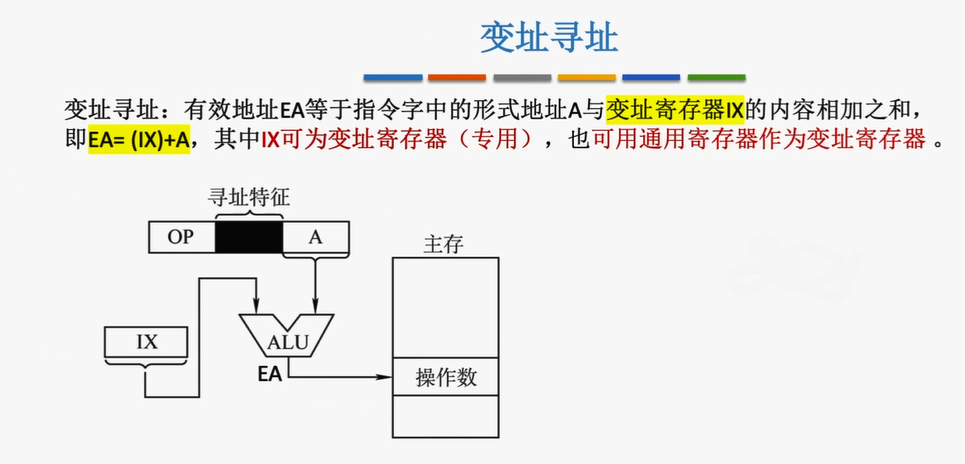 变址寻址
变址寻址：有效地址EA等于指令字中的形式地址A与变址寄存器IX的内容相加之和，
即EA= (IX)+A，其中IX可为变址寄存器（专用），也可用通用寄存器作为变址寄存器 。
寻址特征
OP A
主存
IX
ALU
EA
操作数